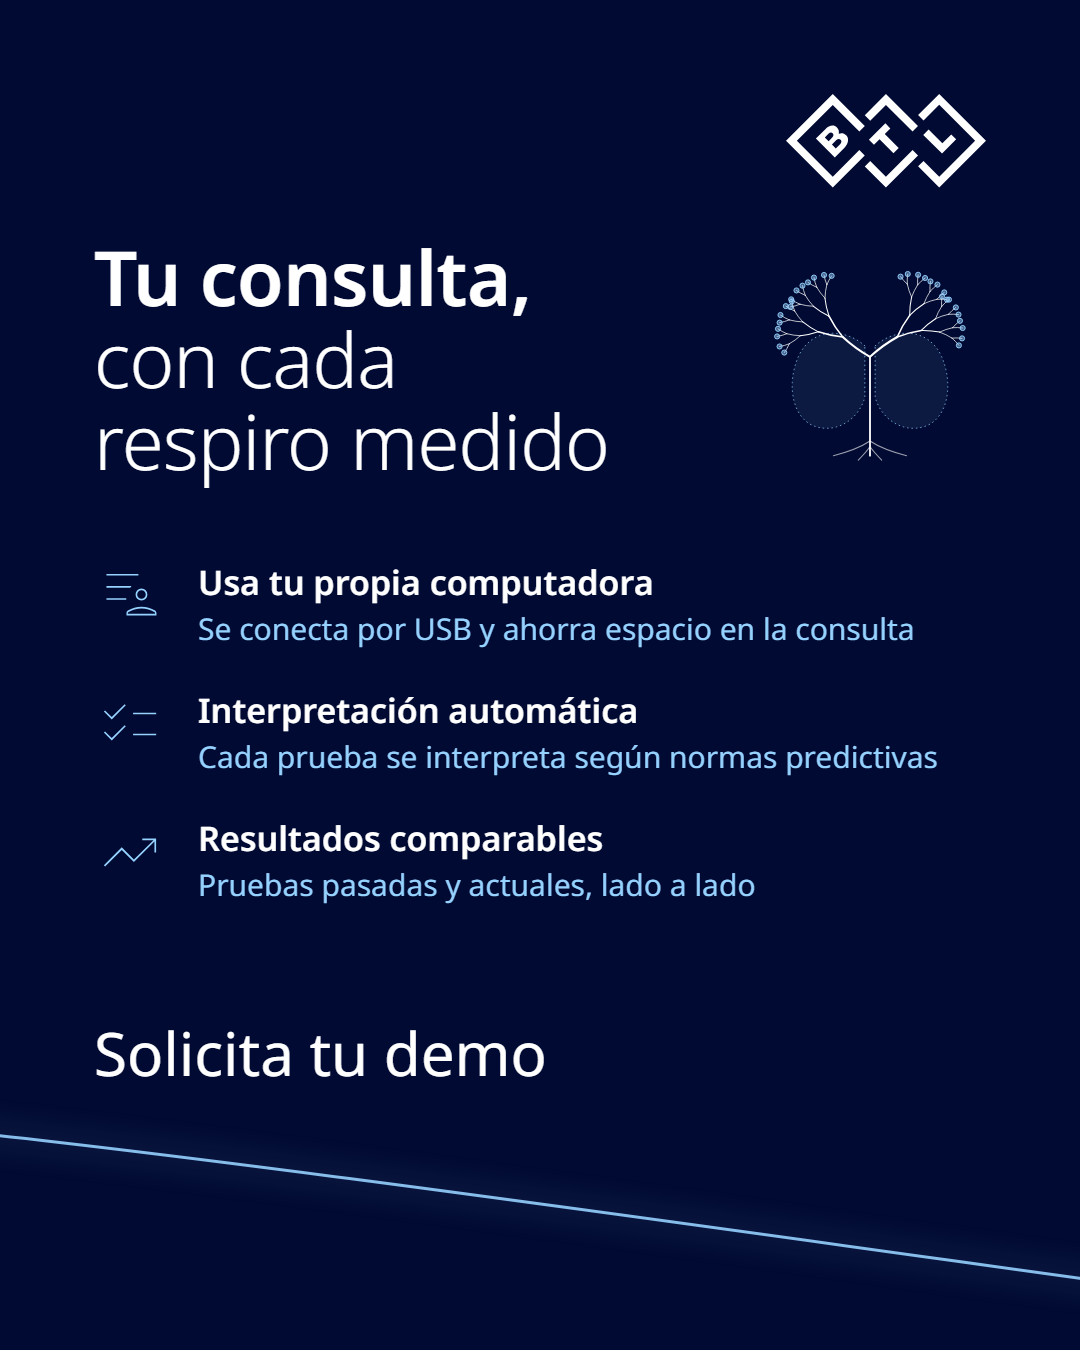 BTL
Tu consulta,
con cada
respiro medido
Usa tu propia computadora
Se conecta por USB y ahorra espacio en la consulta
Interpretación automática
Cada prueba se interpreta según normas predictivas
Resultados comparables
Pruebas pasadas y actuales, lado a lado
Solicita tu demo